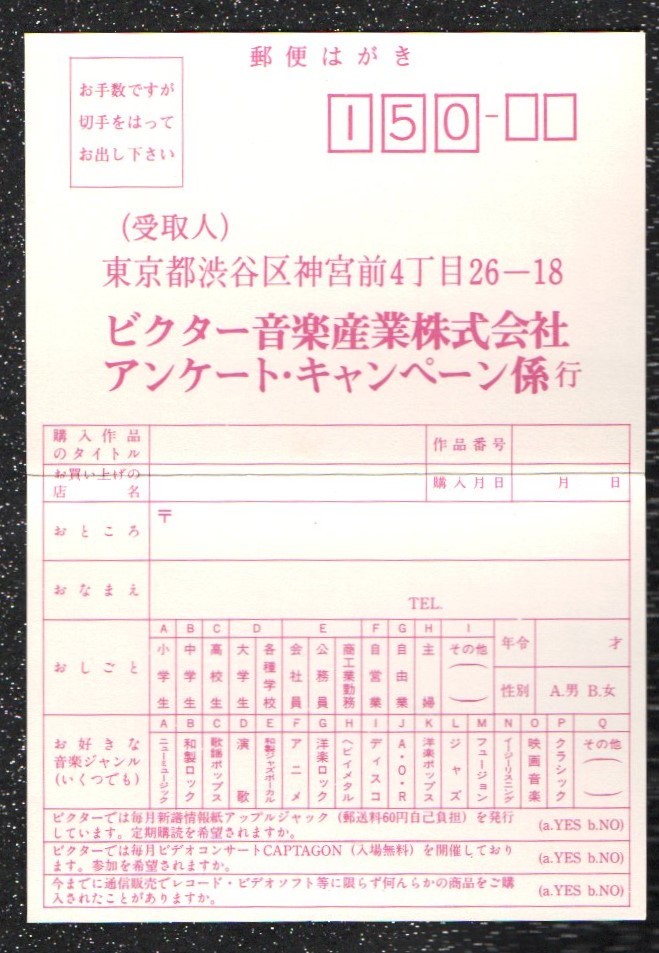 郵便はがき
お手数ですが
切手をはって
お出し下さい
150-
(受取人)
東京都渋谷区神宮前4丁目26-18
ビクター音楽産業株式会社
アンケート・キャンペーン係行
購入作品のタイトル
作品番号
お買い上げの店名
購入月日 月 日
おところ 〒
おなまえ TEL.
おしごと
A 小学生
B 中学生
C 高校生
D 大学生 各種学校
E 会社員 公務員 商工業勤務
F 自営業
G 自由業
H 主婦
I その他( )
年令 才
性別 A.男 B.女
お好きな音楽ジャンル(いくつでも)
A ニューミュージック
B 和製ロック
C 歌謡ポップス
D 演歌
E 和製ジャズボーカル
F アニメ
G 洋楽ロック
H ヘビィメタル
I ディスコ
J A・O・R
K 洋楽ポップス
L ジャズ
M フュージョン
N イージーリスニング
O 映画音楽
P クラシック
Q その他( )
ビクターでは毎月新譜情報紙アップルジャック(郵送料60円自己負担)を発行
しています。定期購読を希望されますか。 (a.YES b.NO)
ビクターでは毎月ビデオコンサートCAPTAGON(入場無料)を開催しており
ます。参加を希望されますか。 (a.YES b.NO)
今までに通信販売でレコード・ビデオソフト等に限らず何んらかの商品をご購
入されたことがありますか。 (a.YES b.NO)